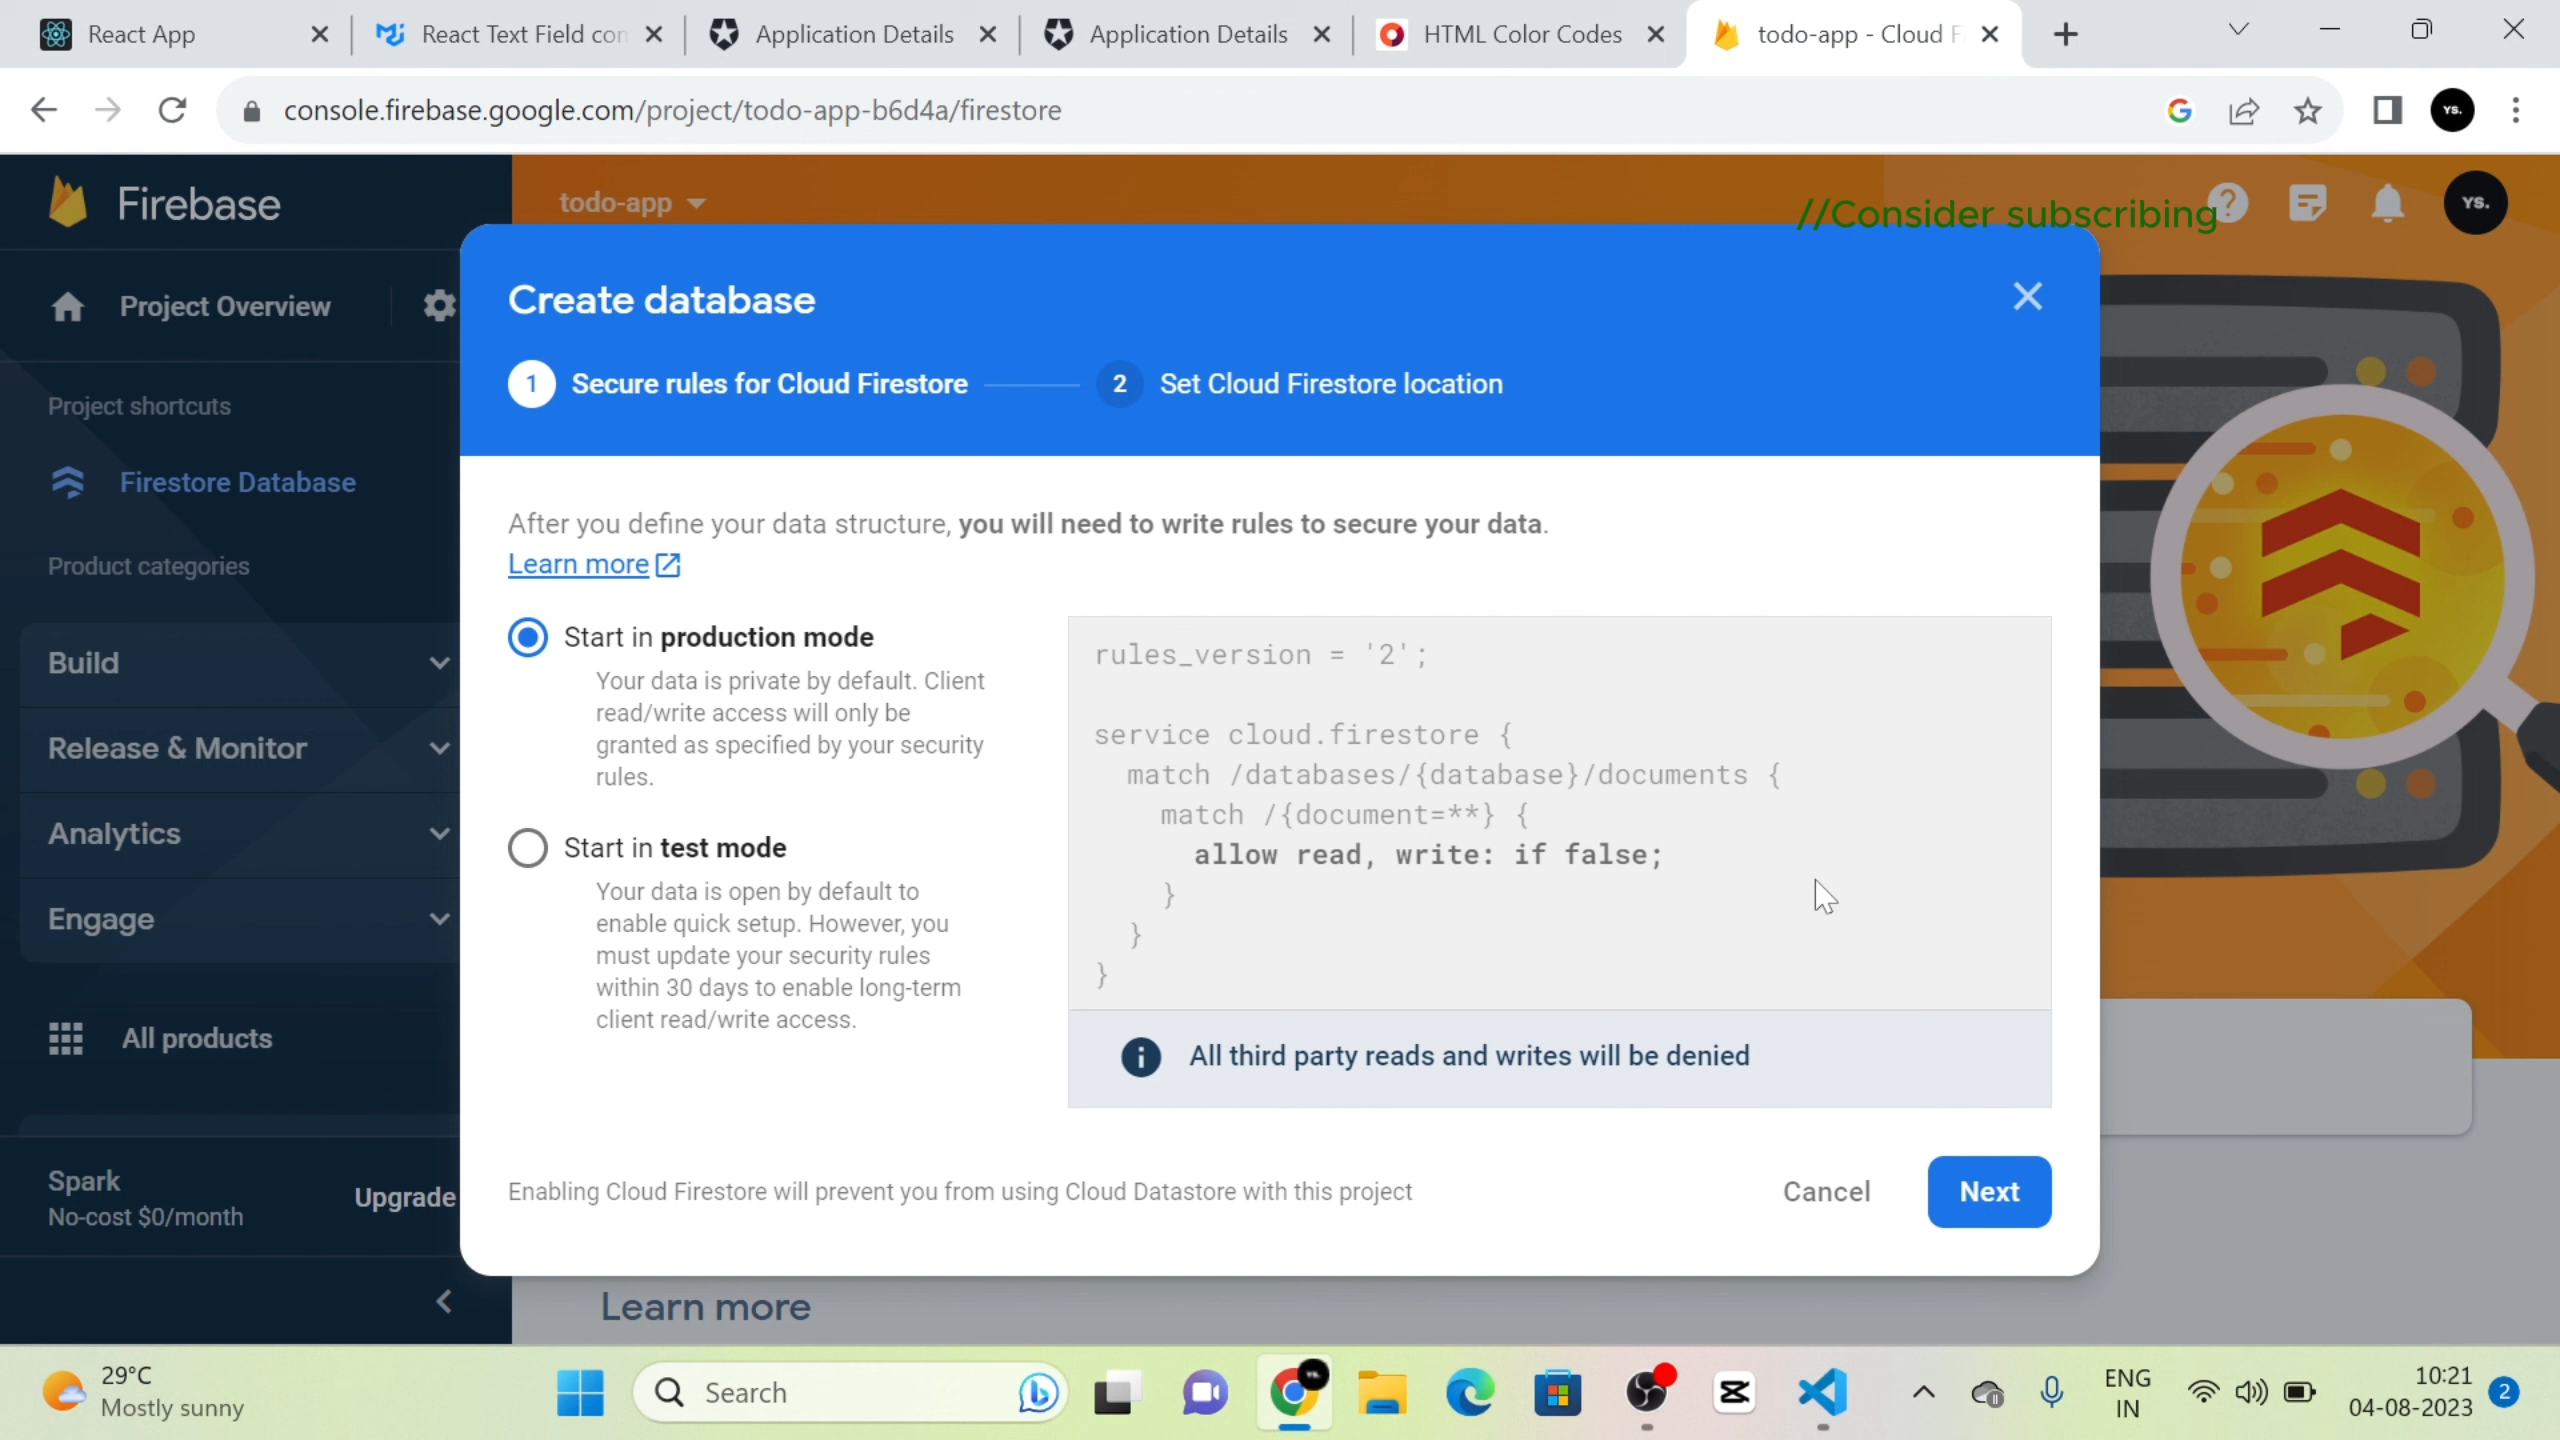 React App
React Text Field con
Application Details
Application Details
HTML Color Codes
todo-app - Cloud F
console.firebase.google.com/project/todo-app-b6d4a/firestore
YS.
Firebase
todo-app
//Consider subscribing
YS.
Project Overview
Project shortcuts
Firestore Database
Product categories
Build
Release & Monitor
Analytics
Engage
All products
Spark
No-cost $0/month
Upgrade
Create database
1 Secure rules for Cloud Firestore
2 Set Cloud Firestore location
After you define your data structure, you will need to write rules to secure your data.
Learn more
Start in production mode
Your data is private by default. Client
read/write access will only be
granted as specified by your security
rules.
Start in test mode
Your data is open by default to
enable quick setup. However, you
must update your security rules
within 30 days to enable long-term
client read/write access.
rules_version = '2';
service cloud.firestore {
match /databases/{database}/documents {
match /{document=**} {
allow read, write: if false;
}
}
}
All third party reads and writes will be denied
Enabling Cloud Firestore will prevent you from using Cloud Datastore with this project
Cancel
Next
Learn more
29°C
Mostly sunny
Search
ENG
IN
10:21
04-08-2023
2